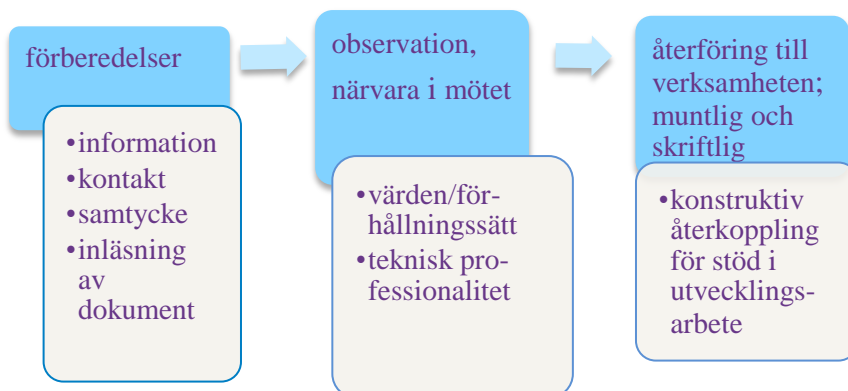 förberedelser
•information
•kontakt
•samtycke
•inläsning
av
dokument
observation,
närvara i mötet
•värden/för-
hållningssätt
•teknisk pro-
fessionalitet
återföring till
verksamheten;
muntlig och
skriftlig
•konstruktiv
återkoppling
för stöd i
utvecklings-
arbete